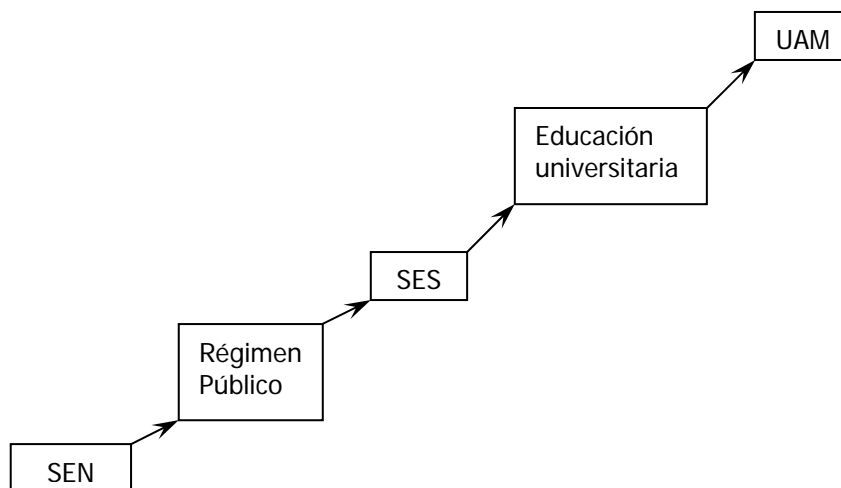 UAM
Educación
universitaria
SES
Régimen
Público
SEN